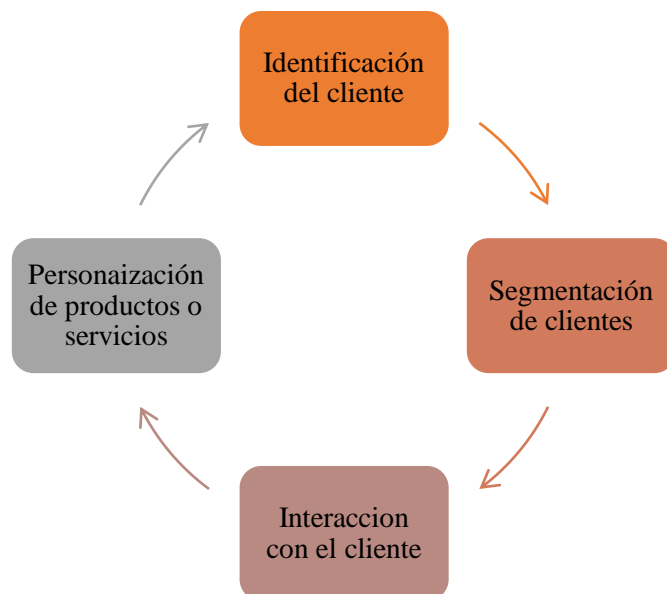 Identificación
del cliente
Segmentación
de clientes
Interaccion
con el cliente
Personaización
de productos o
servicios